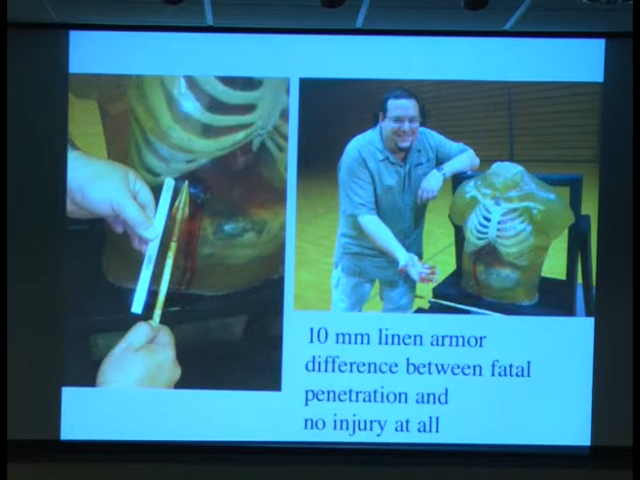 10 mm linen armor
difference between fatal
penetration and
no injury at all